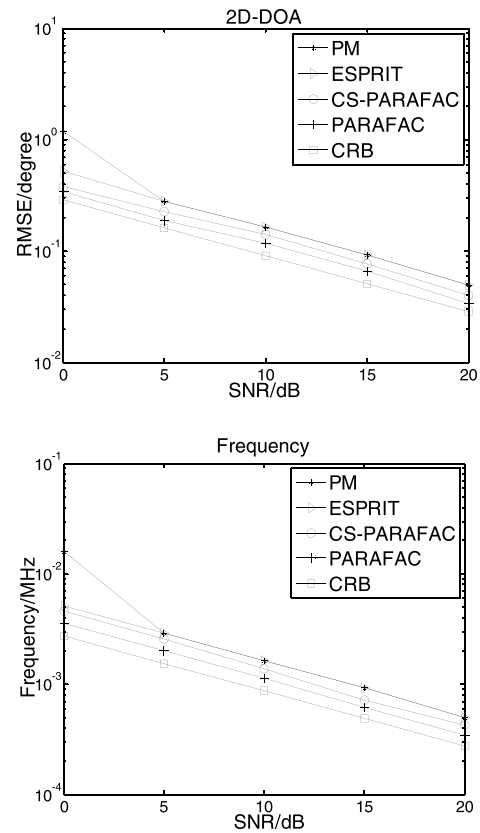 2D-DOA
10^1
PM
ESPRIT
CS-PARAFAC
PARAFAC
CRB
10^0
RMSE/degree
10^-1
10^-2
0 5 10 15 20
SNR/dB
Frequency
10^-1
PM
ESPRIT
CS-PARAFAC
PARAFAC
CRB
10^-2
Frequency/MHz
10^-3
10^-4
0 5 10 15 20
SNR/dB